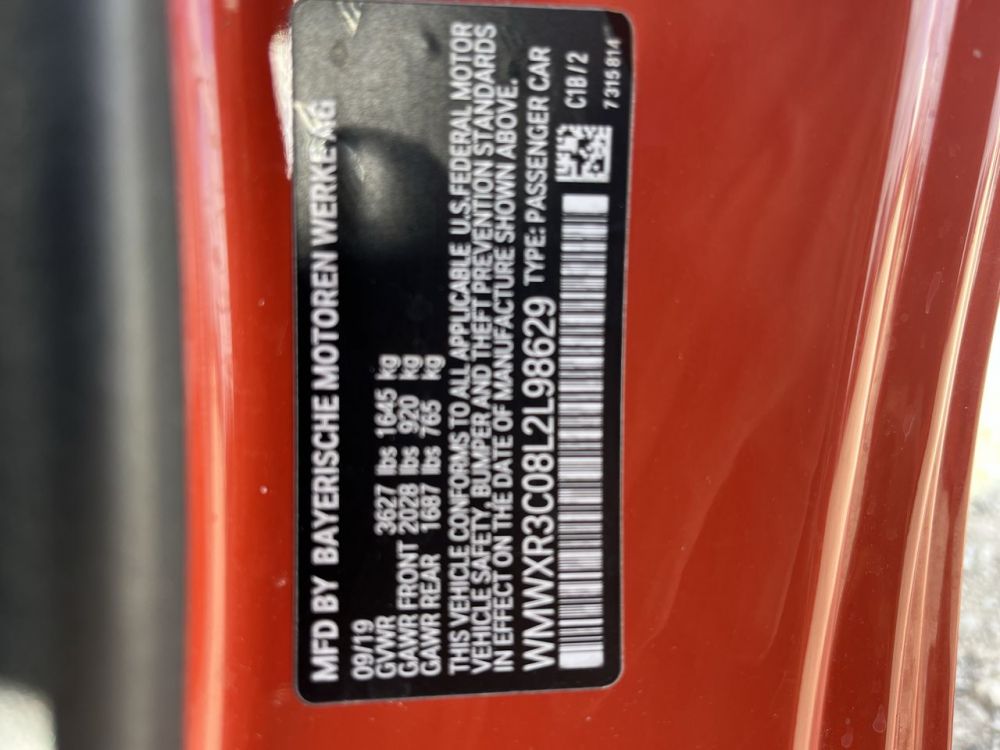 MFD BY BAYERISCHE MOTOREN WERKE AG
09/19
GVWR 3627 lbs 1645 kg
GAWR FRONT 2028 lbs 920 kg
GAWR REAR 1687 lbs 765 kg
THIS VEHICLE CONFORMS TO ALL APPLICABLE U.S.FEDERAL MOTOR
VEHICLE SAFETY, BUMPER AND THEFT PREVENTION STANDARDS
IN EFFECT ON THE DATE OF MANUFACTURE SHOWN ABOVE.
WMWXR3C08L2L98629 TYPE: PASSENGER CAR
C18/2
7 315 814